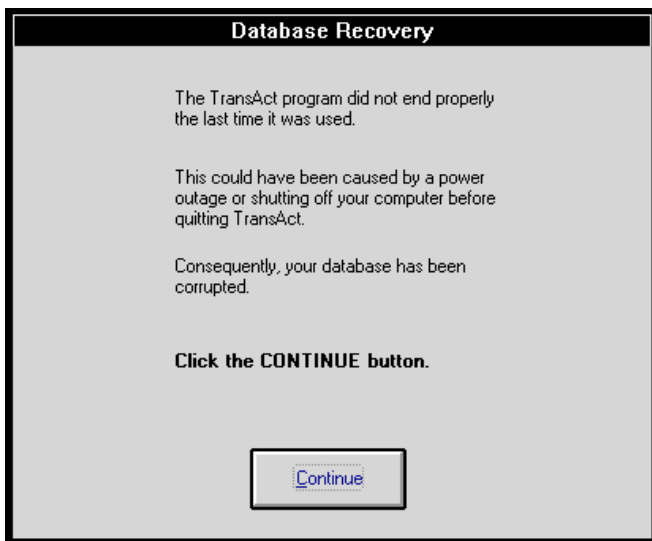 Database Recovery
The TransAct program did not end properly
the last time it was used.
This could have been caused by a power
outage or shutting off your computer before
quitting TransAct.
Consequently, your database has been
corrupted.
Click the CONTINUE button.
Continue